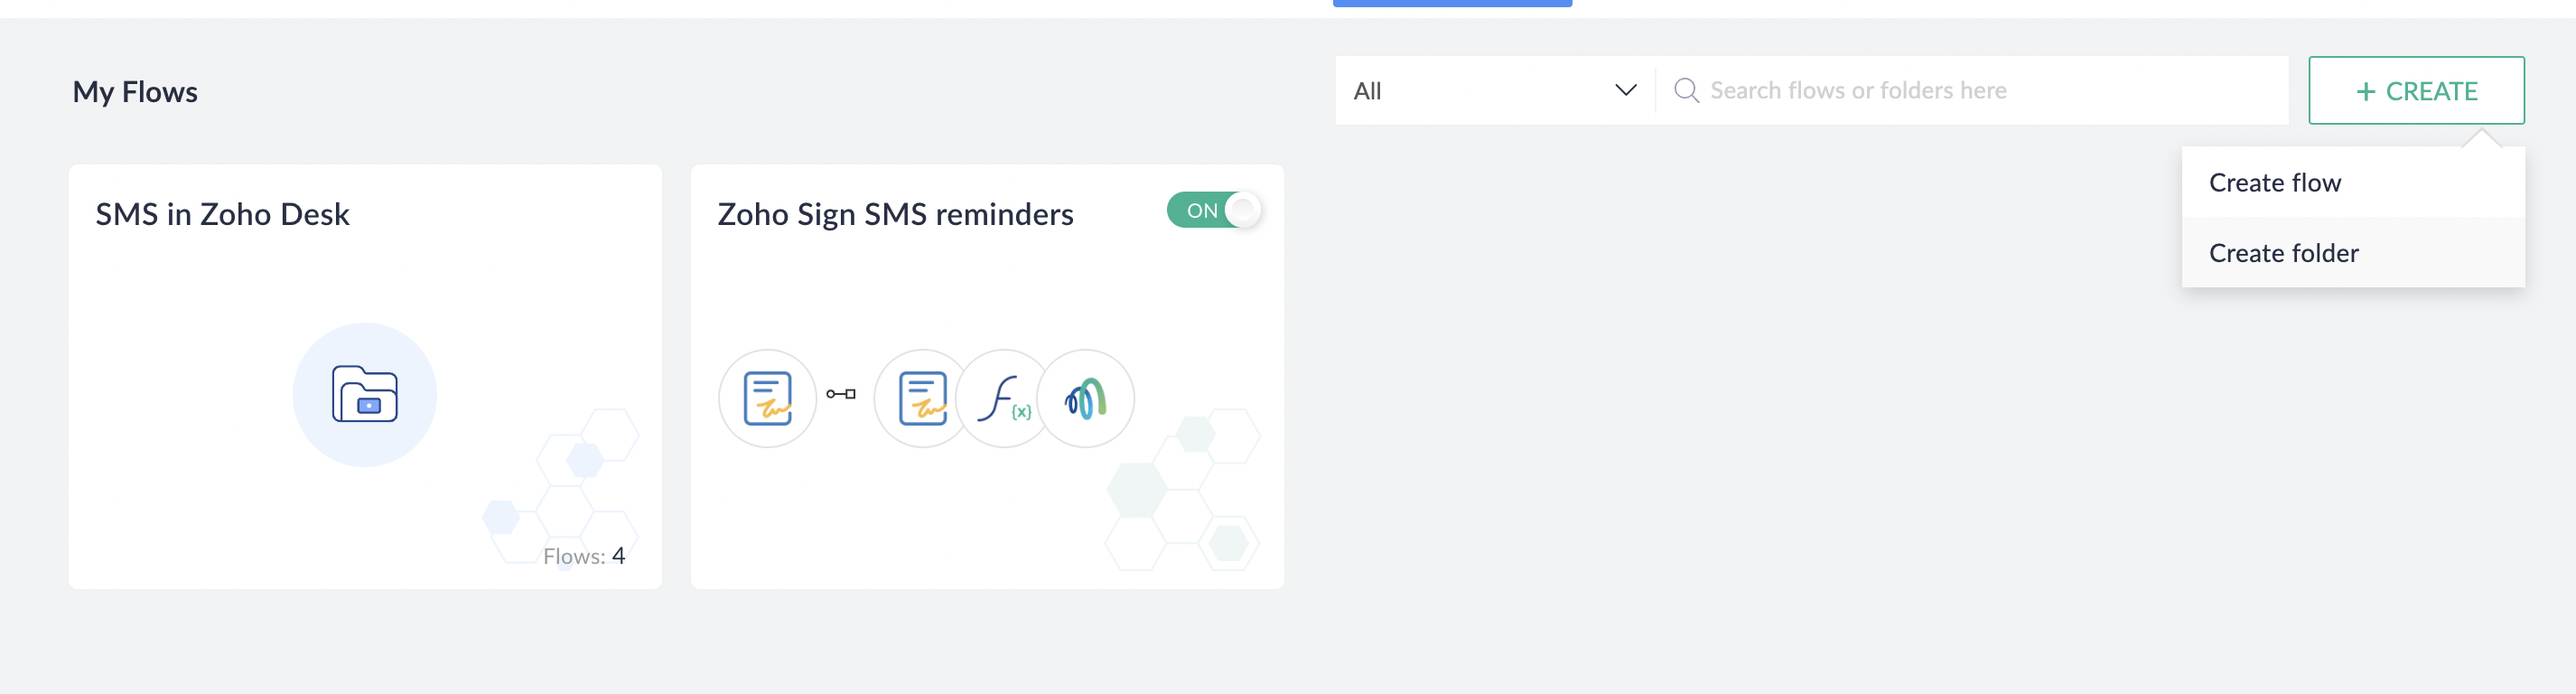 My Flows
All
Search flows or folders here
+ CREATE
Create flow
Create folder
SMS in Zoho Desk
Flows: 4
Zoho Sign SMS reminders
ON
{x}